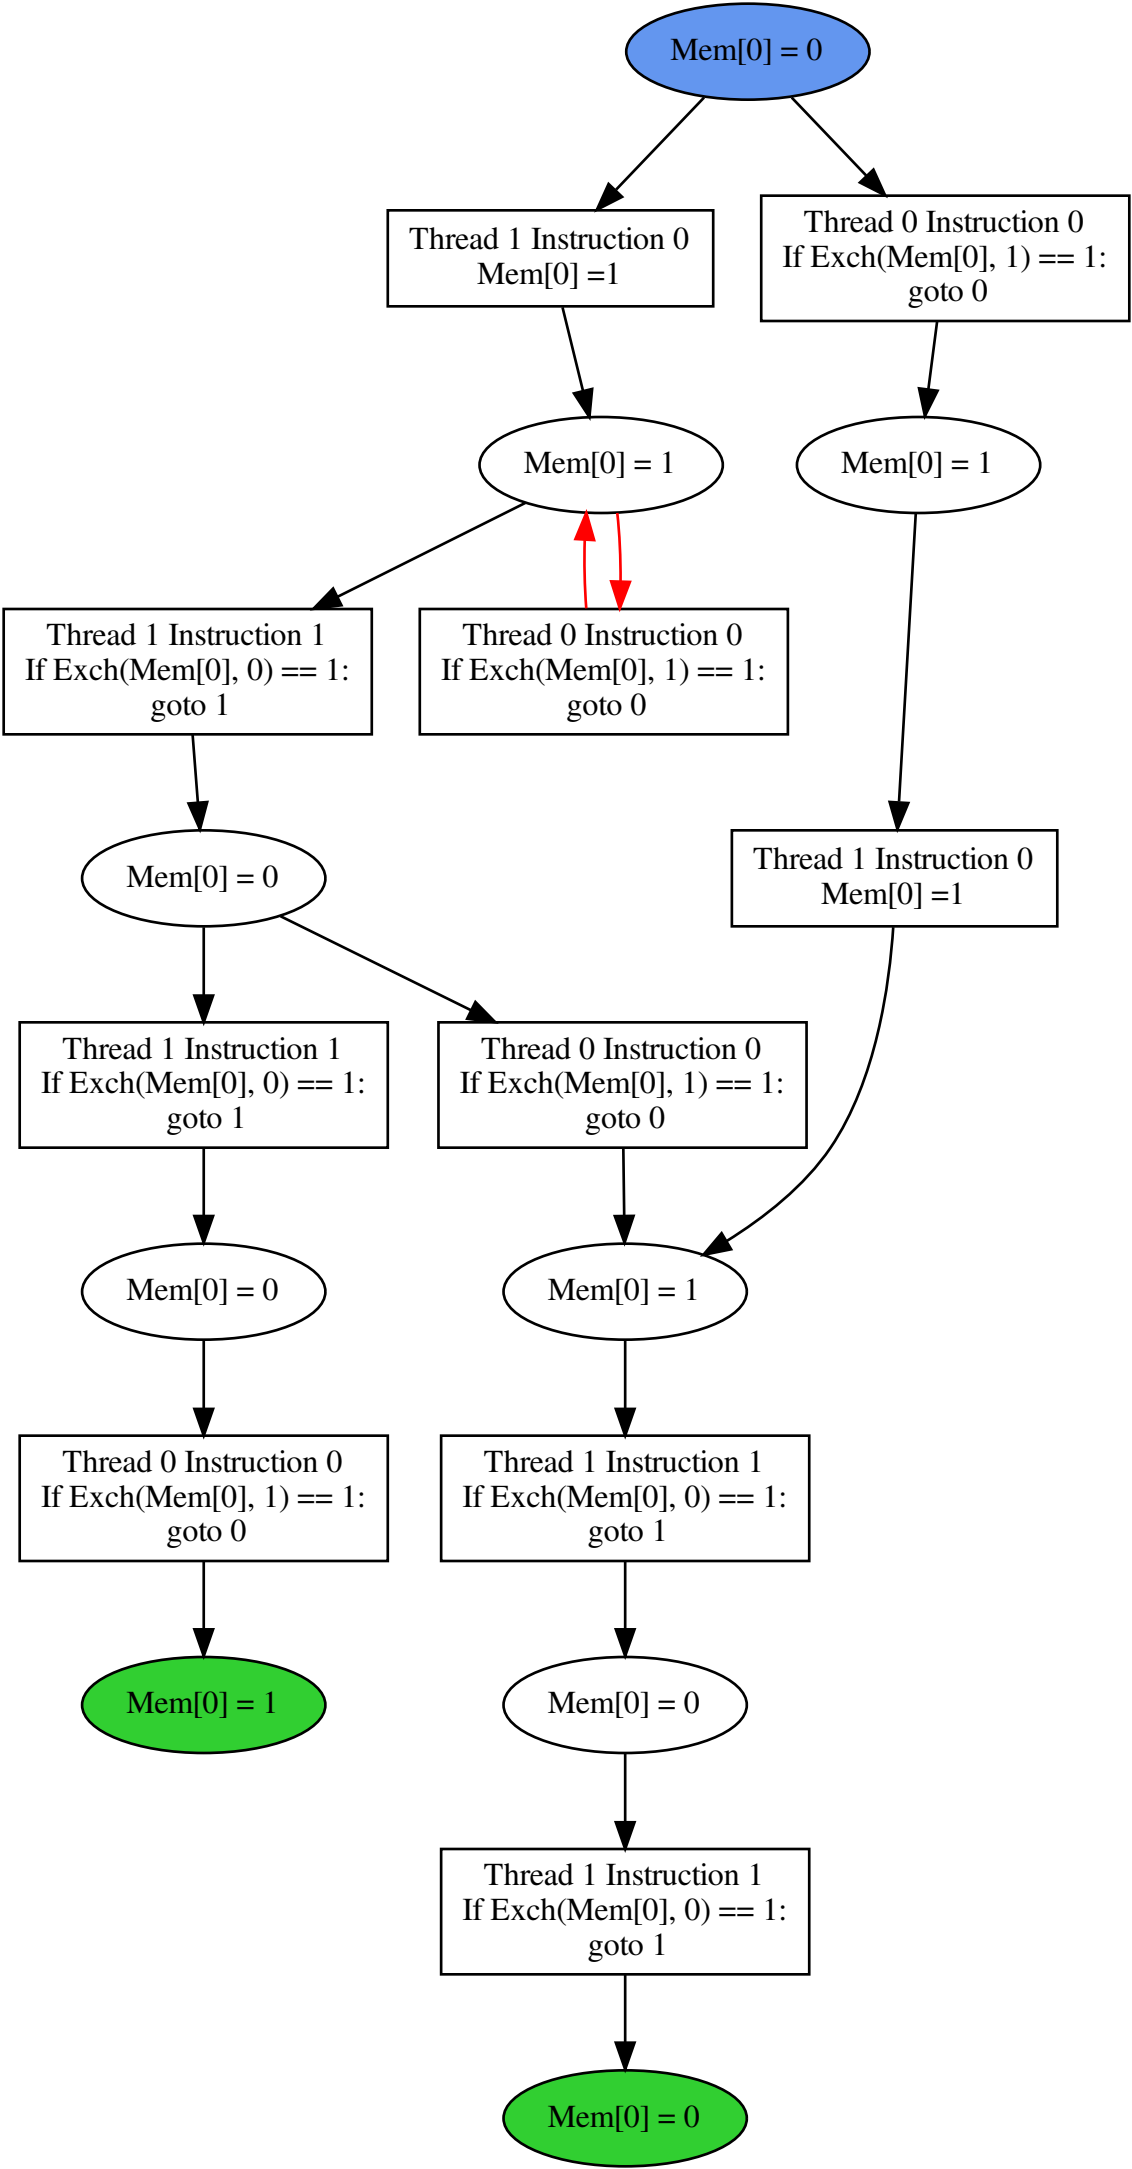 Mem[0] = 0
Thread 1 Instruction 0
Mem[0] =1
Thread 0 Instruction 0
If Exch(Mem[0], 1) == 1:
goto 0
Mem[0] = 1
Mem[0] = 1
Thread 1 Instruction 1
If Exch(Mem[0], 0) == 1:
goto 1
Thread 0 Instruction 0
If Exch(Mem[0], 1) == 1:
goto 0
Mem[0] = 0
Thread 1 Instruction 0
Mem[0] =1
Thread 1 Instruction 1
If Exch(Mem[0], 0) == 1:
goto 1
Thread 0 Instruction 0
If Exch(Mem[0], 1) == 1:
goto 0
Mem[0] = 0
Mem[0] = 1
Thread 0 Instruction 0
If Exch(Mem[0], 1) == 1:
goto 0
Thread 1 Instruction 1
If Exch(Mem[0], 0) == 1:
goto 1
Mem[0] = 1
Mem[0] = 0
Thread 1 Instruction 1
If Exch(Mem[0], 0) == 1:
goto 1
Mem[0] = 0